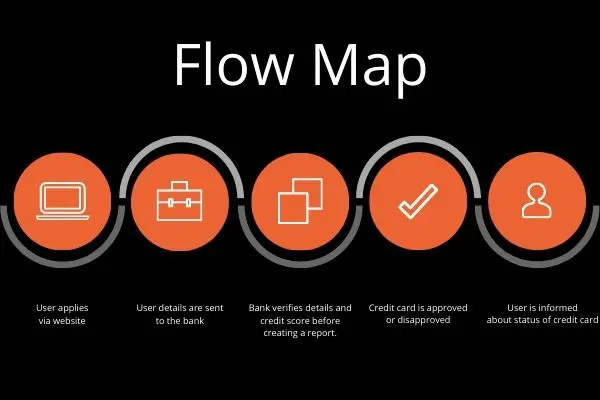 Flow Map
User applies
via website
User details are sent
to the bank
Bank verifies details and
credit score before
creating a report.
Credit card is approved
or disapproved
User is informed
about status of credit card